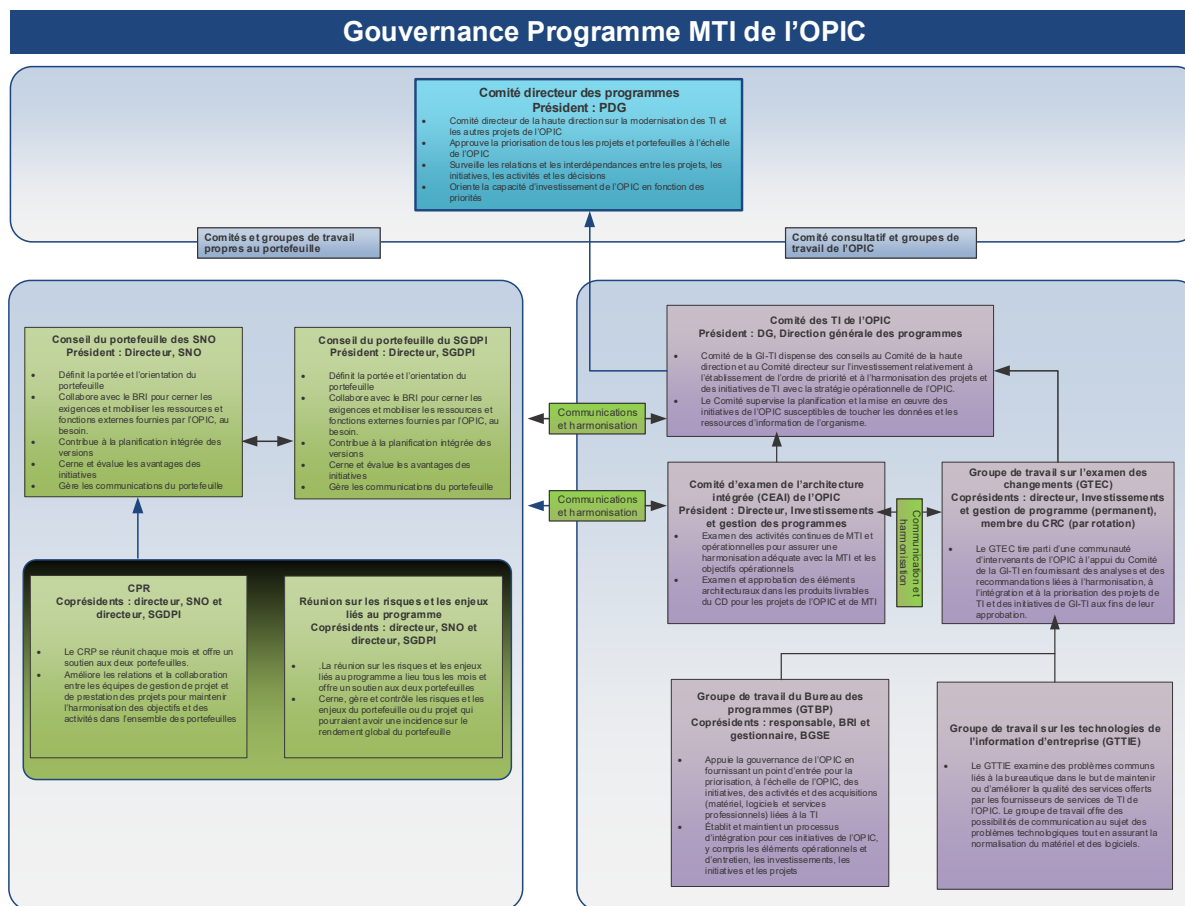 Gouvernance Programme MTI de l'OPIC
Comité directeur des programmes
Président : PDG
• Comité directeur de la haute direction sur la modernisation des TI et
les autres projets de l'OPIC
• Approuve la priorisation de tous les projets et portefeuilles à l'échelle
de l'OPIC
• Surveille les relations et les interdépendances entre les projets, les
initiatives, les activités et les décisions
• Oriente la capacité d'investissement de l'OPIC en fonction des
priorités
Comités et groupes de travail
propres au portefeuille
Comité consultatif et groupes de
travail de l'OPIC
Conseil du portefeuille des SNO
Président : Directeur, SNO
• Définit la portée et l'orientation du
portefeuille
• Collabore avec le BRI pour cerner les
exigences et mobiliser les ressources et
fonctions externes fournies par l'OPIC, au
besoin.
• Contribue à la planification intégrée des
versions
• Cerne et évalue les avantages des
initiatives
• Gère les communications du portefeuille
Conseil du portefeuille du SGDPI
Président : Directeur, SGDPI
• Définit la portée et l'orientation du
portefeuille
• Collabore avec le BRI pour cerner les
exigences et mobiliser les ressources et
fonctions externes fournies par l'OPIC, au
besoin.
• Contribue à la planification intégrée des
versions
• Cerne et évalue les avantages des
initiatives
• Gère les communications du portefeuille
Communications
et harmonisation
Communications
et harmonisation
Comité des TI de l'OPIC
Président : DG, Direction générale des programmes
• Comité de la GI-TI dispense des conseils au Comité de la haute
direction et au Comité directeur sur l'investissement relativement à
l'établissement de l'ordre de priorité et à l'harmonisation des projets et
des initiatives de TI avec la stratégie opérationnelle de l'OPIC.
• Le Comité supervise la planification et la mise en œuvre des
initiatives de l'OPIC susceptibles de toucher les données et les
ressources d'information de l'organisme.
Comité d'examen de l'architecture
intégrée (CEAI) de l'OPIC
Président : Directeur, Investissements
et gestion des programmes
• Examen des activités continues de MTI et
opérationnelles pour assurer une
harmonisation adéquate avec la MTI et les
objectifs opérationnels
• Examen et approbation des éléments
architecturaux dans les produits livrables
du CD pour les projets de l'OPIC et de MTI
Communication et
harmonisation
Groupe de travail sur l'examen des
changements (GTEC)
Coprésidents : directeur, Investissements
et gestion de programme (permanent),
membre du CRC (par rotation)
• Le GTEC tire parti d'une communauté
d'intervenants de l'OPIC à l'appui du Comité
de la GI-TI en fournissant des analyses et des
recommandations liées à l'harmonisation, à
l'intégration et à la priorisation des projets de
TI et des initiatives de GI-TI aux fins de leur
approbation.
CPR
Coprésidents : directeur, SNO et
directeur, SGDPI
• Le CRP se réunit chaque mois et offre un
soutien aux deux portefeuilles.
• Améliore les relations et la collaboration
entre les équipes de gestion de projet et
de prestation des projets pour maintenir
l'harmonisation des objectifs et des
activités dans l'ensemble des portefeuilles
Réunion sur les risques et les enjeux
liés au programme
Coprésidents : directeur, SNO et
directeur, SGDPI
• .La réunion sur les risques et les enjeux
liés au programme a lieu tous les mois et
offre un soutien aux deux portefeuilles
• Cerne, gère et contrôle les risques et les
enjeux du portefeuille ou du projet qui
pourraient avoir une incidence sur le
rendement global du portefeuille
Groupe de travail du Bureau des
programmes (GTBP)
Coprésidents : responsable, BRI et
gestionnaire, BGSE
• Appuie la gouvernance de l'OPIC en
fournissant un point d'entrée pour la
priorisation, à l'échelle de l'OPIC, des
initiatives, des activités et des acquisitions
(matériel, logiciels et services
professionnels) liées à la TI
• Établit et maintient un processus
d'intégration pour ces initiatives de l'OPIC,
y compris les éléments opérationnels et
d'entretien, les investissements, les
initiatives et les projets
Groupe de travail sur les technologies de
l'information d'entreprise (GTTIE)
• Le GTTIE examine des problèmes communs
liés à la bureautique dans le but de maintenir
ou d'améliorer la qualité des services offerts
par les fournisseurs de services de TI de
l'OPIC. Le groupe de travail offre des
possibilités de communication au sujet des
problèmes technologiques tout en assurant la
normalisation du matériel et des logiciels.